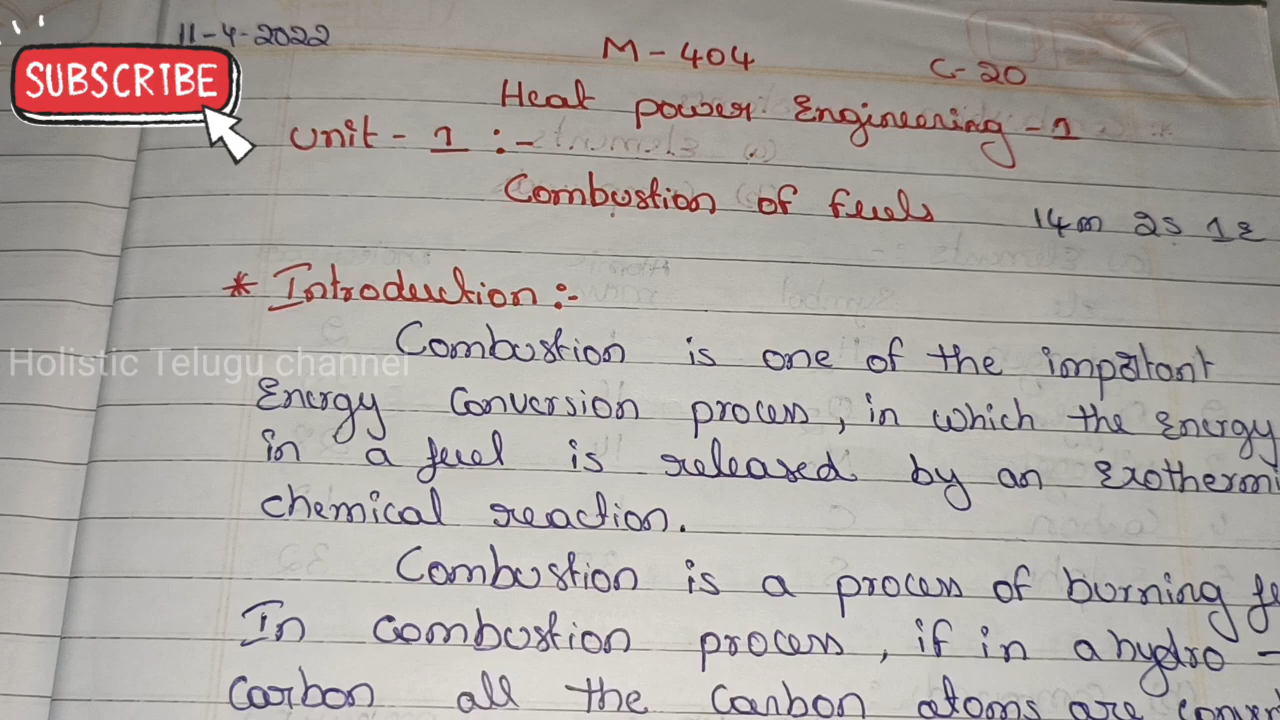 11-4-2022
SUBSCRIBE
M-404 C-20
Heat power Engineering-1
Unit-1 :-
Combustion of fuels 14m 2S 1E
* Introduction :-
Combustion is one of the important
Holistic Telugu channel
Energy conversion process, in which the Energy
in a fuel is released by an Exothermi
chemical reaction.
Combustion is a process of burning fe
In combustion process, if in a hydro -
carbon all the carbon atoms are conver